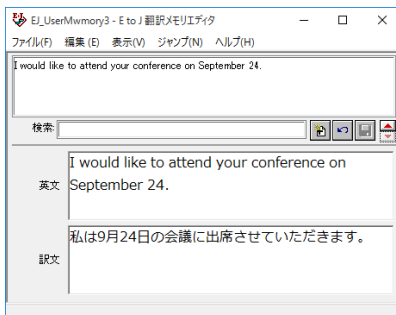 EJ_UserMwmory3 - E to J 翻訳メモリエディタ
ファイル(F) 編集(E) 表示(V) ジャンプ(N) ヘルプ(H)
I would like to attend your conference on September 24.
検索:
I would like to attend your conference on
英文 September 24.
私は9月24日の会議に出席させていただきます。
訳文